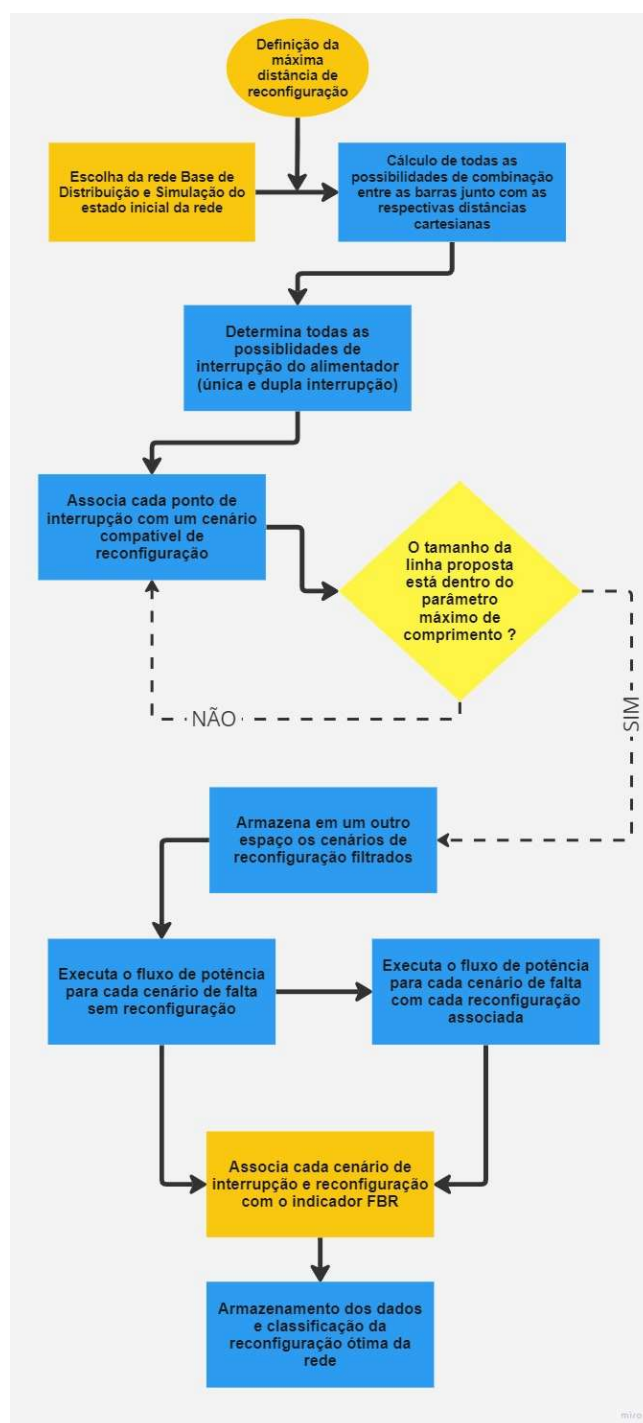 Definição da
máxima
distância de
reconfiguração
Escolha da rede Base de
Distribuição e Simulação do
estado inicial da rede
Cálculo de todas as
possibilidades de combinação
entre as barras junto com as
respectivas distâncias
cartesianas
Determina todas as
possiblidades de
interrupção do alimentador
(única e dupla interrupção)
Associa cada ponto de
interrupção com um cenário
compatível de
reconfiguração
O tamanho da
linha proposta
está dentro do
parâmetro
máximo de
comprimento ?
NÃO
SIM
Armazena em um outro
espaço os cenários de
reconfiguração filtrados
Executa o fluxo de potência
para cada cenário de falta
sem reconfiguração
Executa o fluxo de potência
para cada cenário de falta
com cada reconfiguração
associada
Associa cada cenário de
interrupção e reconfiguração
com o indicador FBR
Armazenamento dos dados
e classificação da
reconfiguração ótima da
rede
miro